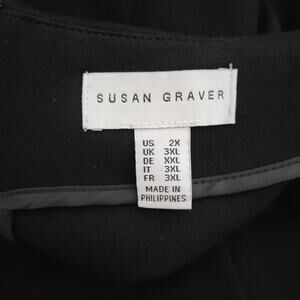 SUSAN GRAVER
US 2X
UK 3XL
DE XXL
IT 3XL
FR 3XL
MADE IN
PHILIPPINES